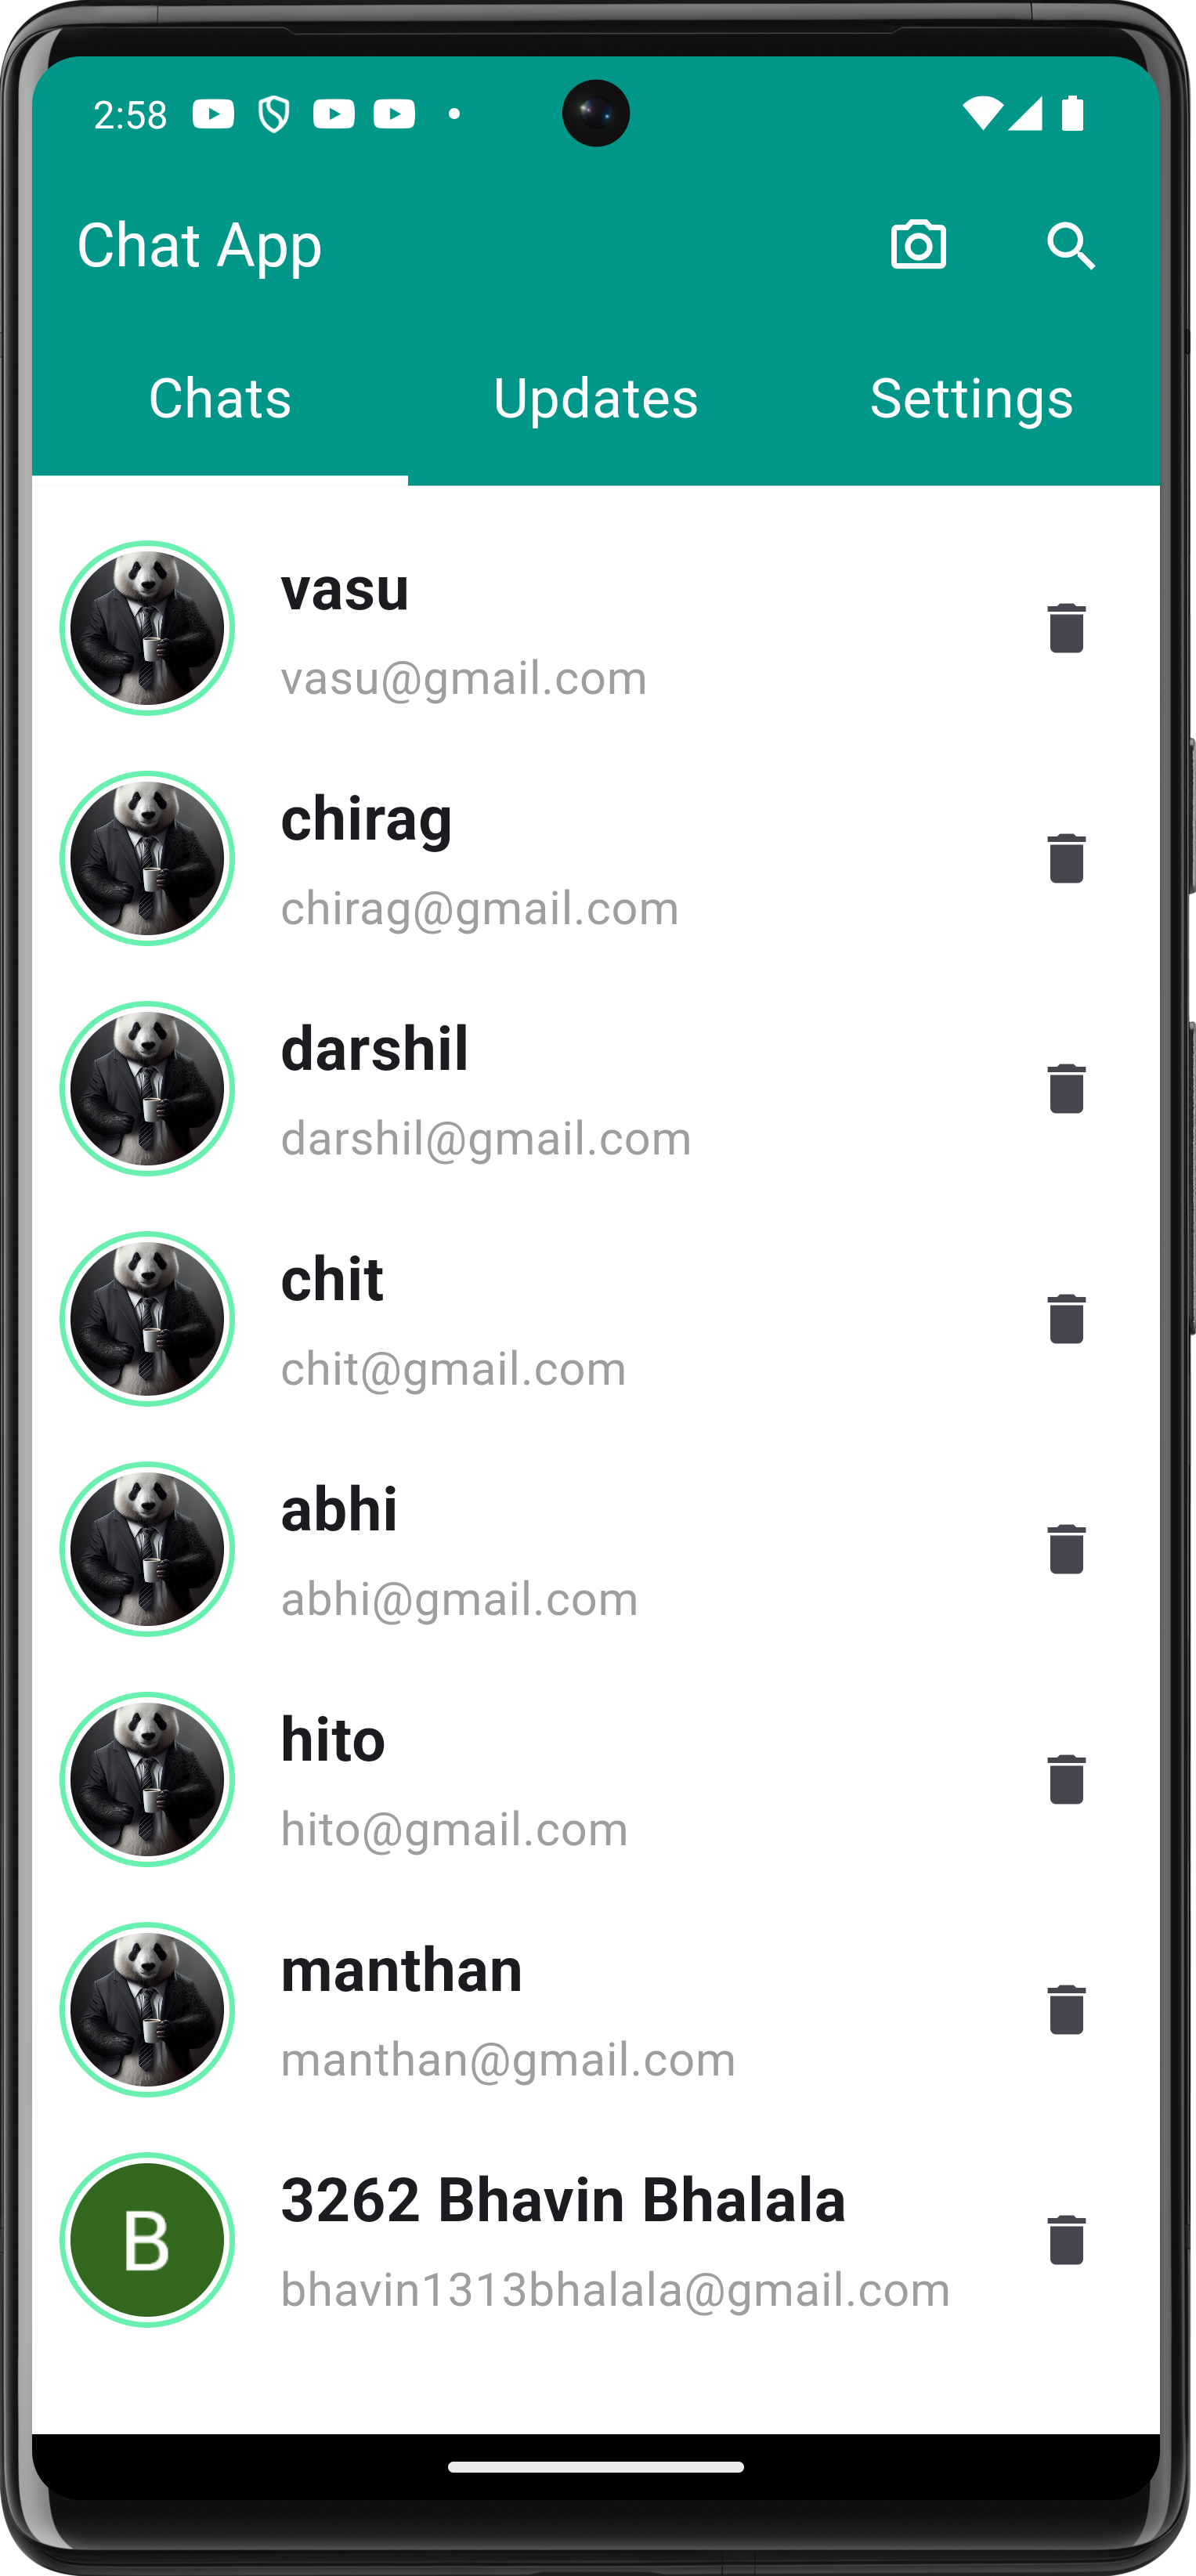 2:58
Chat App
Chats Updates Settings
vasu
vasu@gmail.com
chirag
chirag@gmail.com
darshil
darshil@gmail.com
chit
chit@gmail.com
abhi
abhi@gmail.com
hito
hito@gmail.com
manthan
manthan@gmail.com
B
3262 Bhavin Bhalala
bhavin1313bhalala@gmail.com